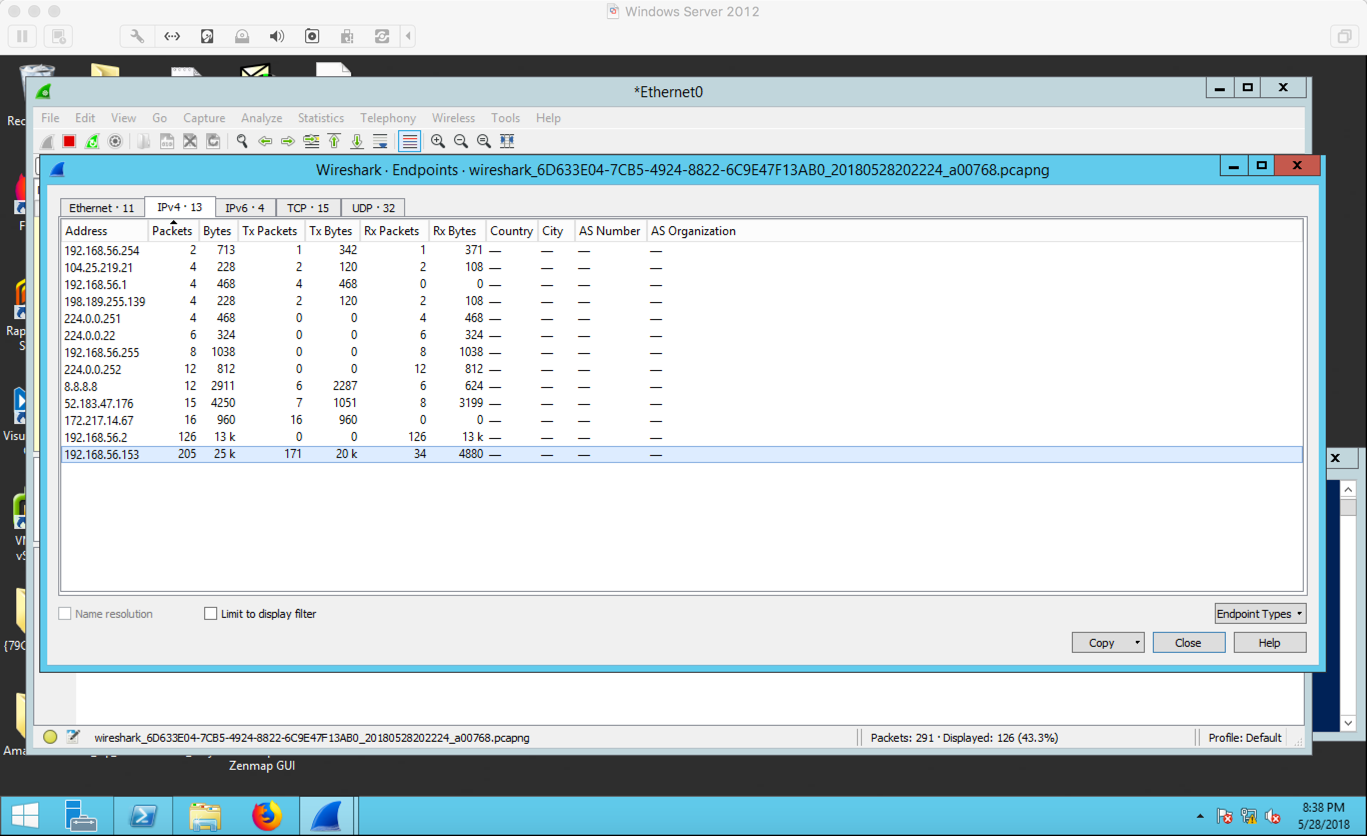 Windows Server 2012
*Ethernet0
File Edit View Go Capture Analyze Statistics Telephony Wireless Tools Help
Wireshark · Endpoints · wireshark_6D633E04-7CB5-4924-8822-6C9E47F13AB0_20180528202224_a00768.pcapng
Ethernet · 11 IPv4 · 13 IPv6 · 4 TCP · 15 UDP · 32
Address Packets Bytes Tx Packets Tx Bytes Rx Packets Rx Bytes Country City AS Number AS Organization
192.168.56.254 2 713 1 342 1 371 — — — —
104.25.219.21 4 228 2 120 2 108 — — — —
192.168.56.1 4 468 4 468 0 0 — — — —
198.189.255.139 4 228 2 120 2 108 — — — —
224.0.0.251 4 468 0 0 4 468 — — — —
224.0.0.22 6 324 0 0 6 324 — — — —
192.168.56.255 8 1038 0 0 8 1038 — — — —
224.0.0.252 12 812 0 0 12 812 — — — —
8.8.8.8 12 2911 6 2287 6 624 — — — —
52.183.47.176 15 4250 7 1051 8 3199 — — — —
172.217.14.67 16 960 16 960 0 0 — — — —
192.168.56.2 126 13 k 0 0 126 13 k — — — —
192.168.56.153 205 25 k 171 20 k 34 4880 — — — —
Name resolution Limit to display filter Endpoint Types
Copy Close Help
Rec
Rap
S
Visu
VM
vS
{79C
Ama
wireshark_6D633E04-7CB5-4924-8822-6C9E47F13AB0_20180528202224_a00768.pcapng Packets: 291 · Displayed: 126 (43.3%) Profile: Default
Zenmap GUI
8:38 PM
5/28/2018